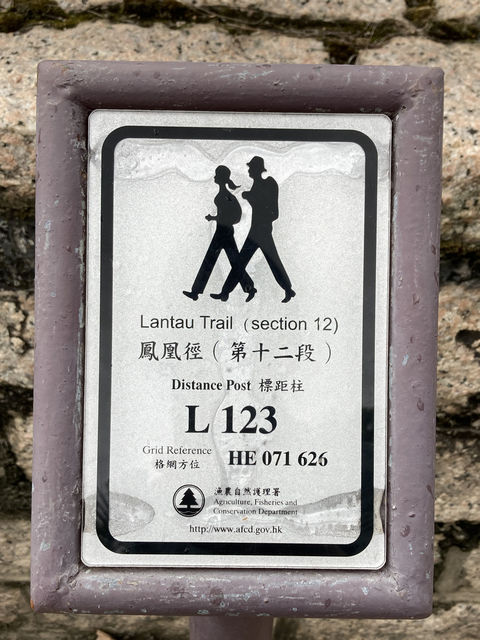 Lantau Trail (section 12)
鳳凰徑(第十二段)
Distance Post 標距柱
L 123
Grid Reference HE 071 626
格網方位
漁農自然護理署
Agriculture, Fisheries and
Conservation Department
http://www.afcd.gov.hk